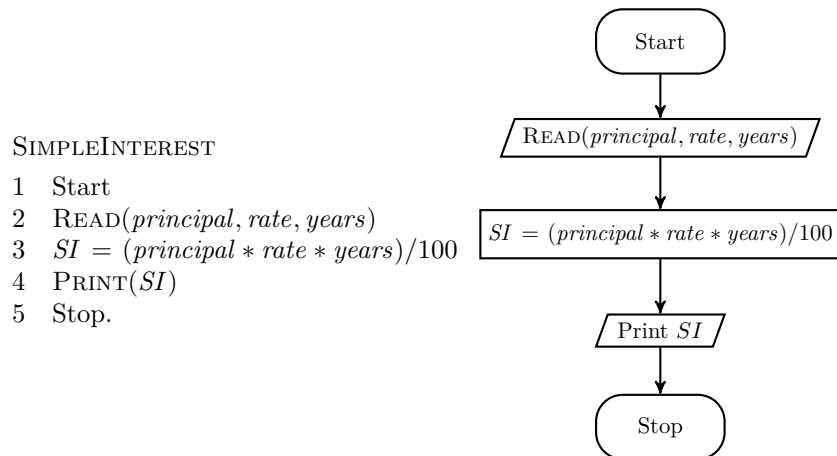 SIMPLEINTEREST
1 Start
2 READ(principal, rate, years)
3 SI = (principal ∗ rate ∗ years)/100
4 PRINT(SI)
5 Stop.
Start
READ(principal, rate, years)
SI = (principal ∗ rate ∗ years)/100
Print SI
Stop